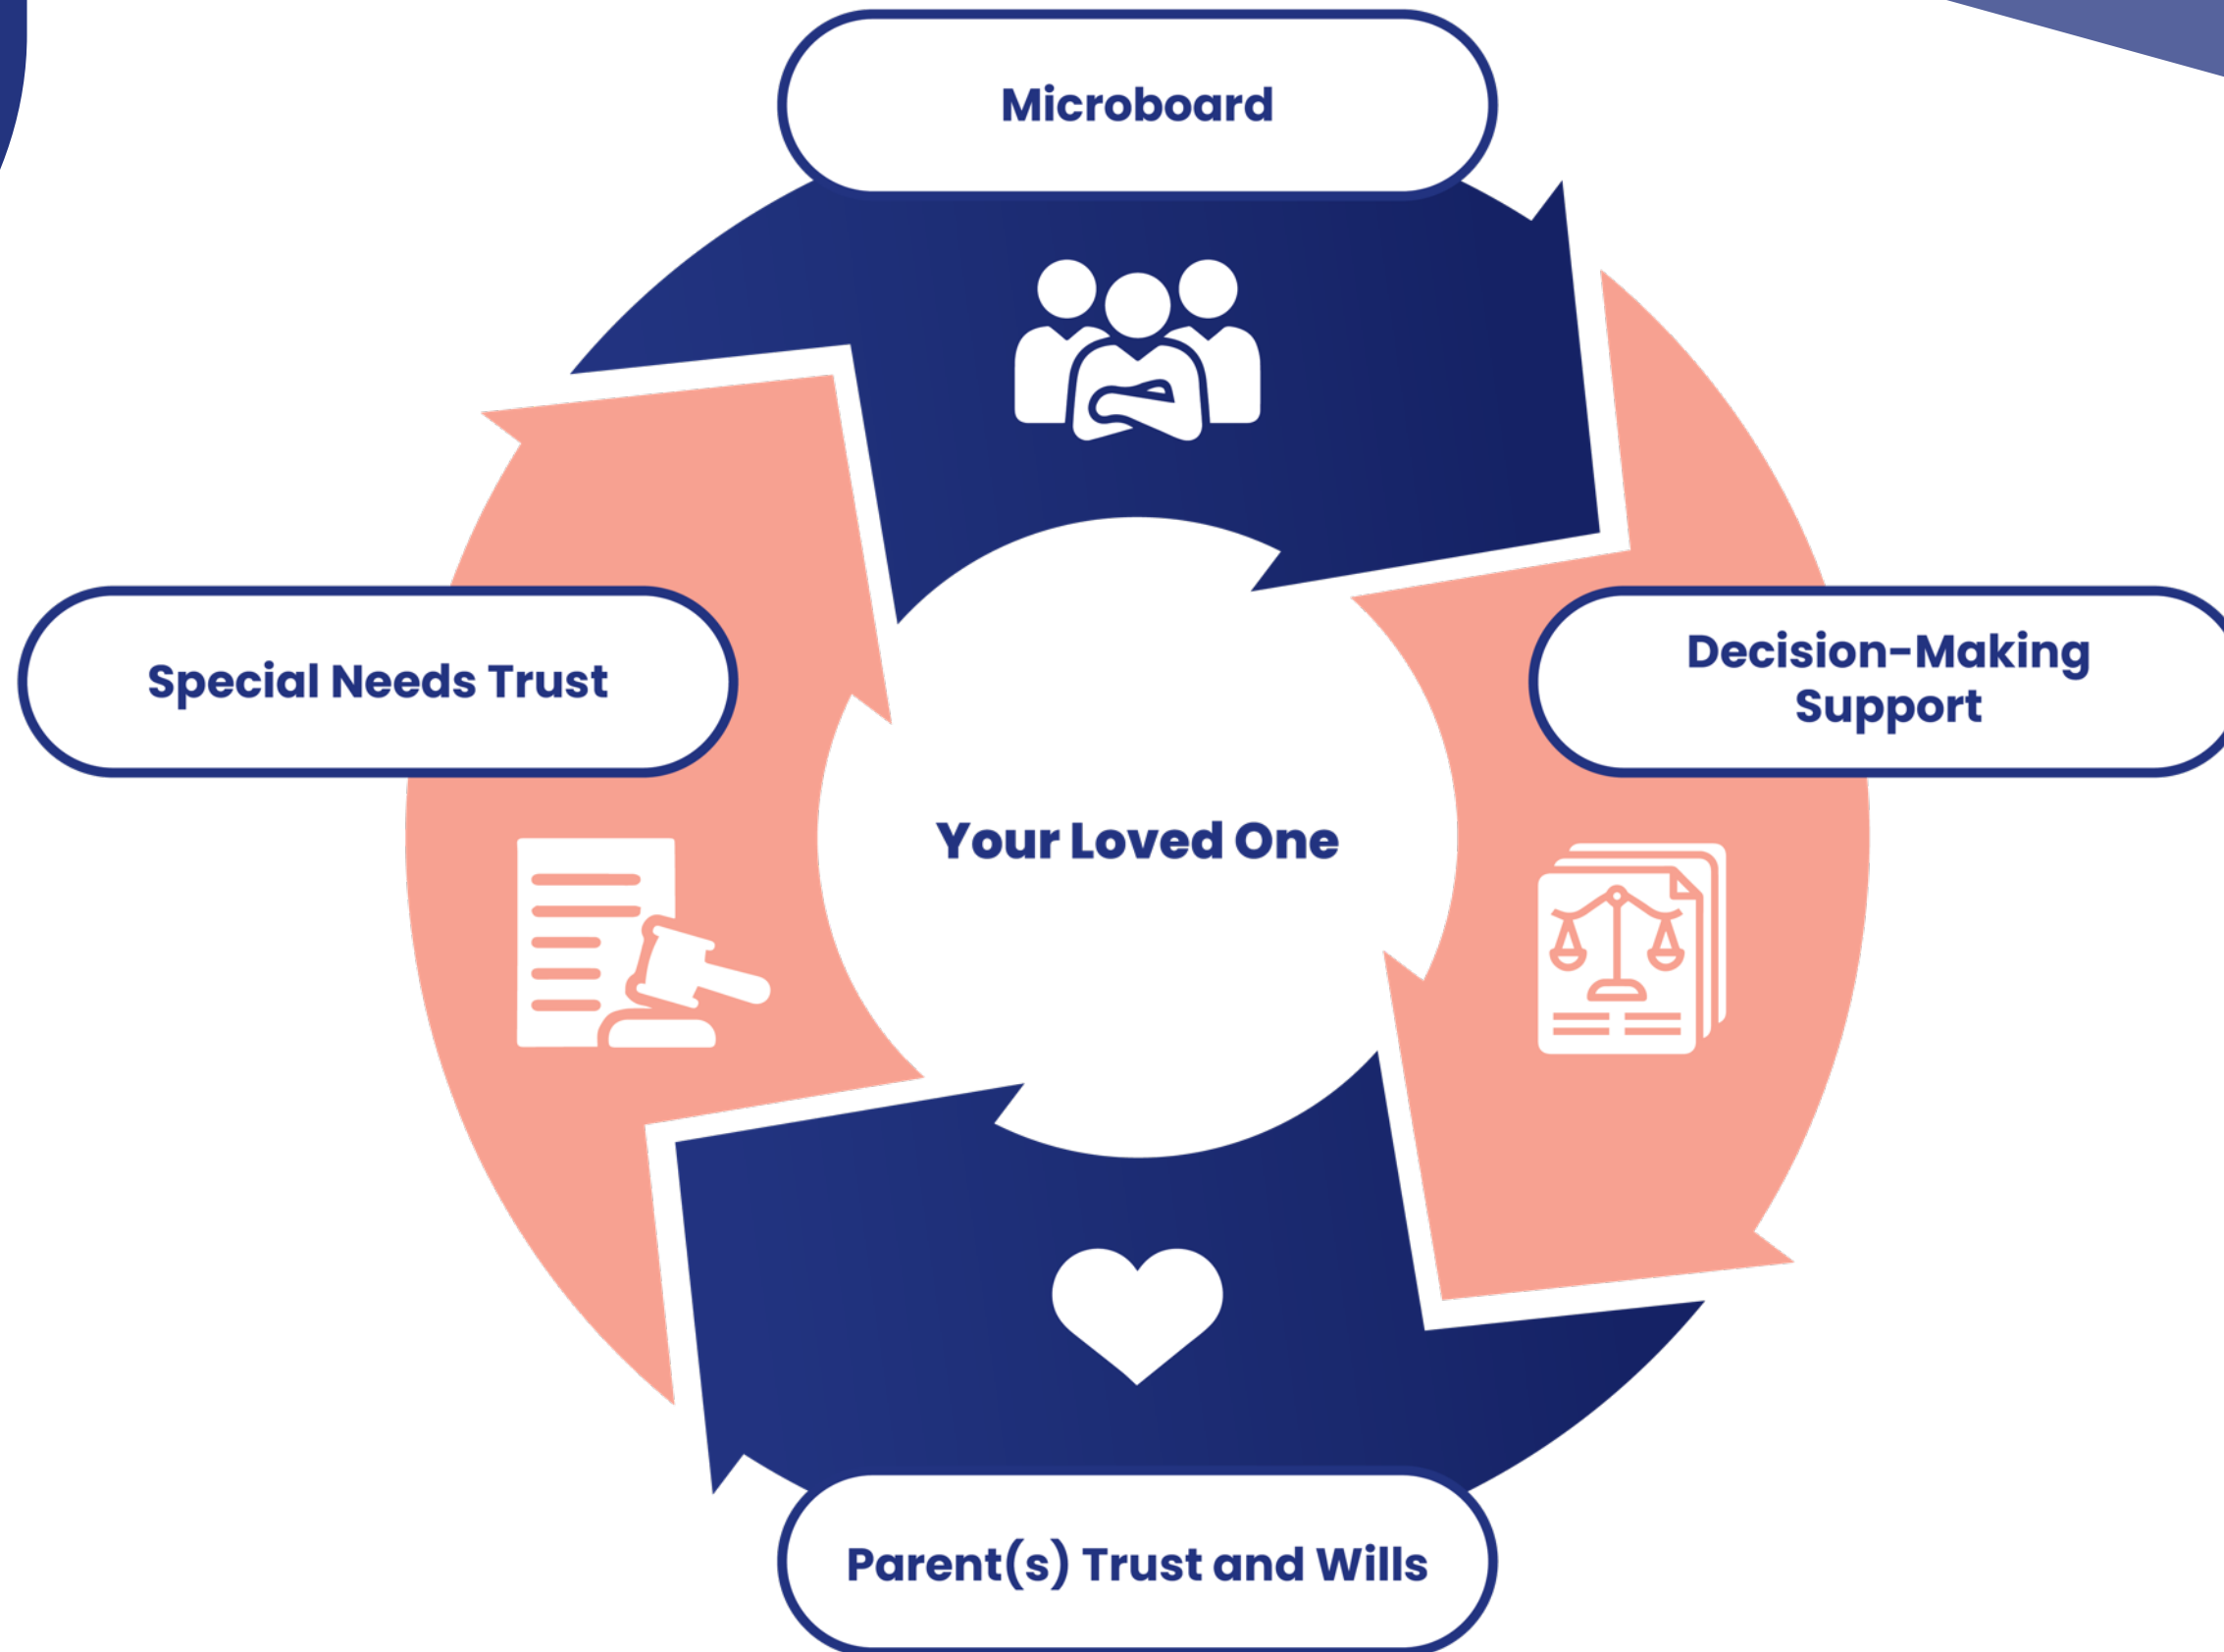 Microboard
Special Needs Trust
Decision-Making
Support
Your Loved One
Parent(s) Trust and Wills